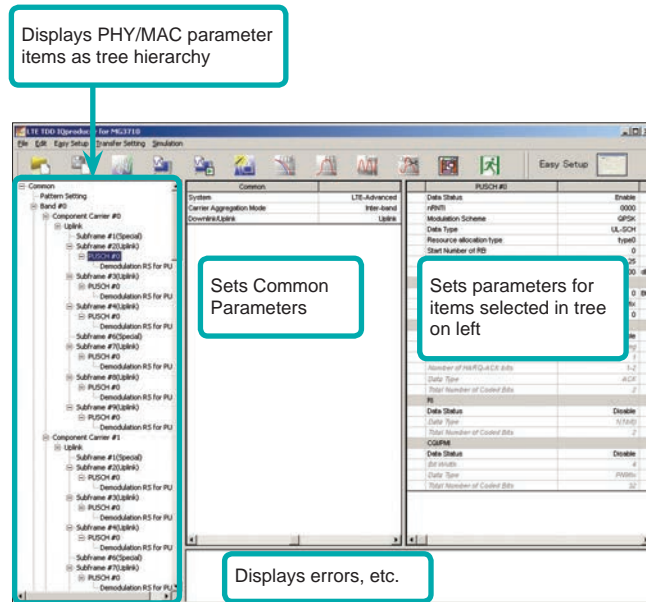 Displays PHY/MAC parameter
items as tree hierarchy
LTE TDD IQproducer for MG3710
File Edit Easy Setup Transfer Setting Simulation
Easy Setup
Common
Pattern Setting
Band #0
Component Carrier #0
Uplink
Subframe #1(Special)
Subframe #2(Uplink)
PUSCH #0
Demodulation RS for PU
Subframe #3(Uplink)
PUSCH #0
Demodulation RS for PU
Subframe #4(Uplink)
PUSCH #0
Demodulation RS for PU
Subframe #6(Special)
Subframe #7(Uplink)
PUSCH #0
Demodulation RS for PU
Subframe #8(Uplink)
PUSCH #0
Demodulation RS for PU
Subframe #9(Uplink)
PUSCH #0
Demodulation RS for PU
Component Carrier #1
Uplink
Subframe #1(Special)
Subframe #2(Uplink)
PUSCH #0
Demodulation RS for PU
Subframe #3(Uplink)
PUSCH #0
Demodulation RS for PU
Subframe #4(Uplink)
PUSCH #0
Demodulation RS for PU
Subframe #6(Special)
Subframe #7(Uplink)
PUSCH #0
Demodulation RS for PU
Common
System LTE-Advanced
Carrier Aggregation Mode Inter-band
Downlink/Uplink Uplink
Sets Common
Parameters
PUSCH #0
Data Status Enable
nRNTI 0000
Modulation Scheme QPSK
Data Type UL-SCH
Resource allocation type type0
Start Number of RB 0
25
0
0
Sets parameters for
items selected in tree
on left
1
Number of HARQ-ACK bits 1-2
Data Type ACK
Total Number of Coded Bits 2
RI
Data Status Disable
Data Type
Total Number of Coded Bits 2
CQI/PMI
Data Status Disable
Bit Width 4
Data Type PN9fix
Total Number of Coded Bits 32
Displays errors, etc.